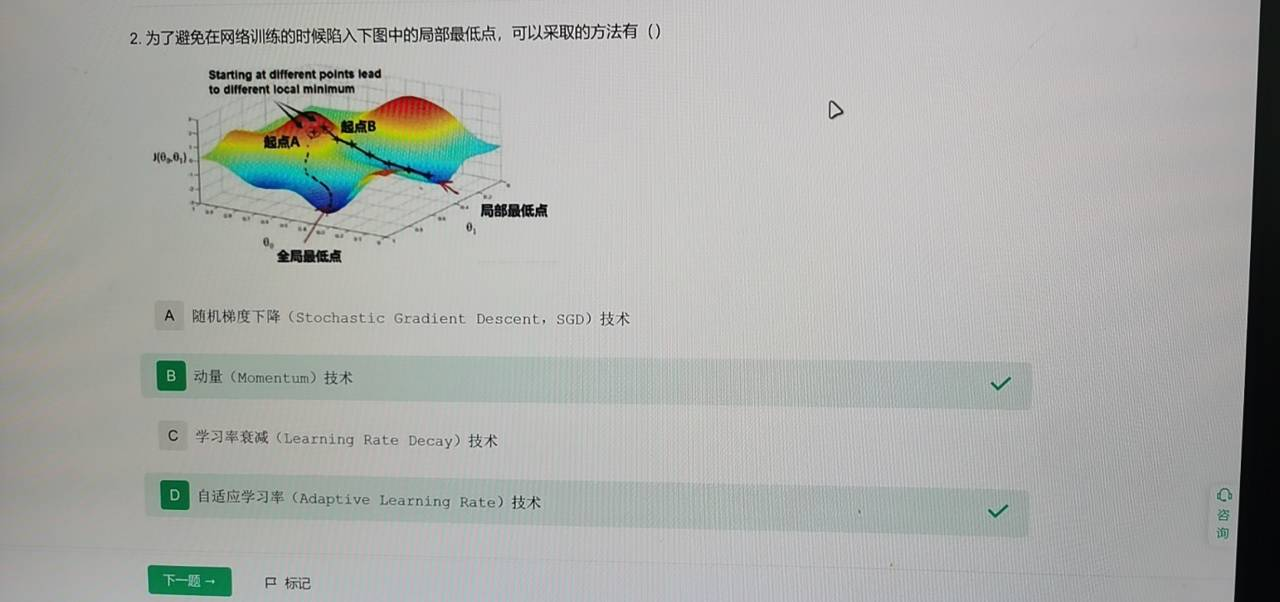 2. 为了避免在网络训练的时候陷入下图中的局部最低点，可以采取的方法有（）
Starting at different points lead
to different local minimum
起点B
起点A
J(θ₀,θ₁)
局部最低点
θ₁
θ₀
全局最低点
A 随机梯度下降（Stochastic Gradient Descent，SGD）技术
B 动量（Momentum）技术
C 学习率衰减（Learning Rate Decay）技术
D 自适应学习率（Adaptive Learning Rate）技术
咨
询
下一题→ 标记